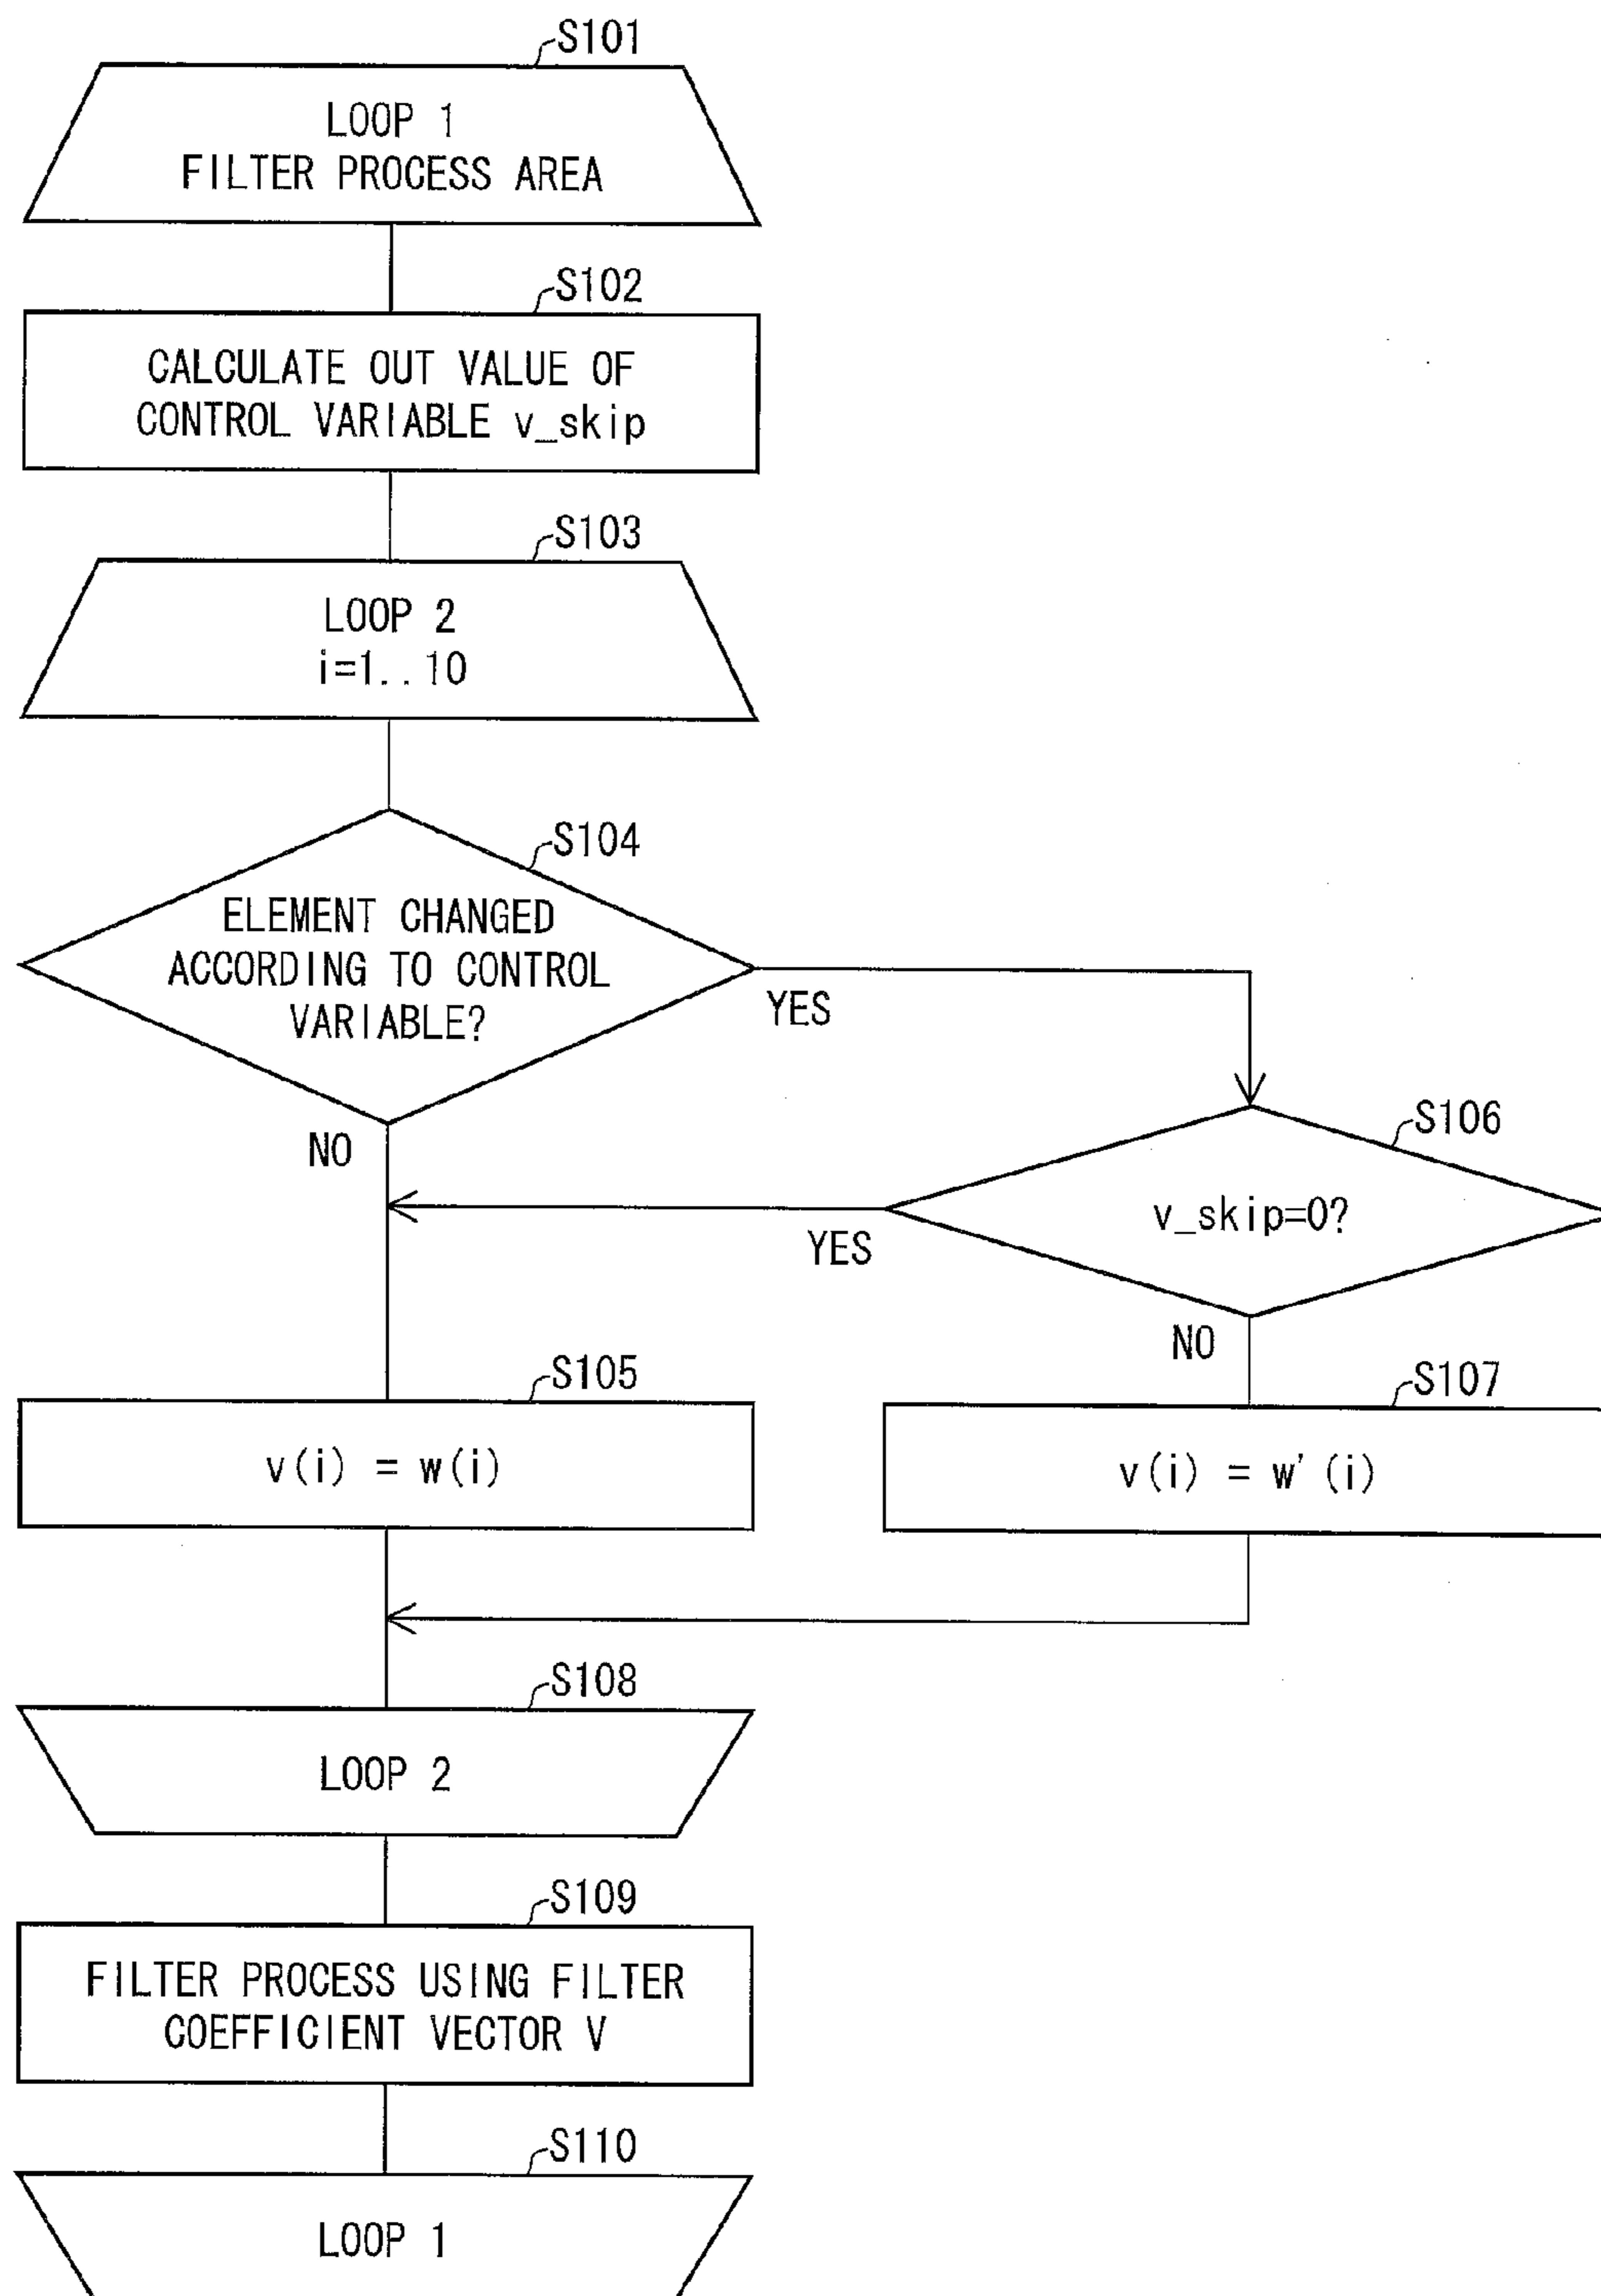 S101
LOOP 1
FILTER PROCESS AREA
S102
CALCULATE OUT VALUE OF
CONTROL VARIABLE v_skip
S103
LOOP 2
i=1..10
S104
ELEMENT CHANGED
ACCORDING TO CONTROL
VARIABLE?
YES
NO
S106
v_skip=0?
YES
NO
S105
v(i) = w(i)
S107
v(i) = w'(i)
S108
LOOP 2
S109
FILTER PROCESS USING FILTER
COEFFICIENT VECTOR V
S110
LOOP 1